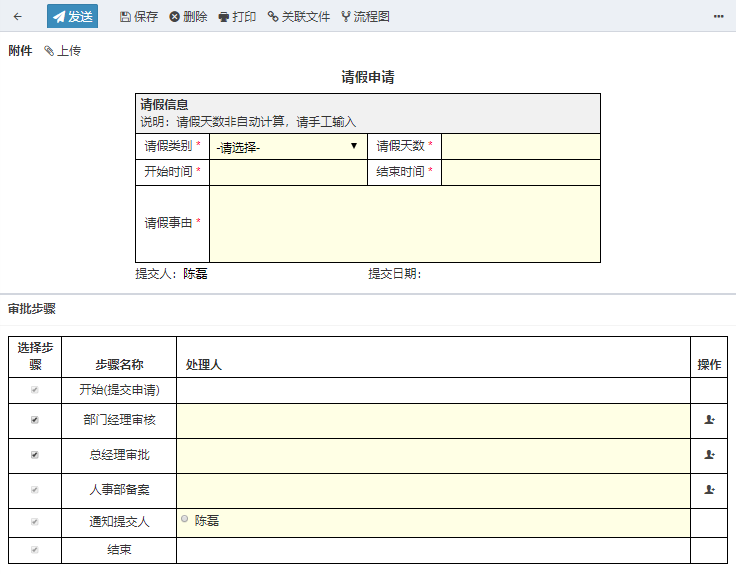 发送 保存 删除 打印 关联文件 流程图
附件 上传
请假申请
请假信息
说明：请假天数非自动计算，请手工输入
请假类别 * -请选择- 请假天数 *
开始时间 * 结束时间 *
请假事由 *
提交人：陈磊 提交日期：
审批步骤
选择步
骤 步骤名称 处理人 操作
开始(提交申请)
部门经理审核
总经理审批
人事部备案
通知提交人 陈磊
结束